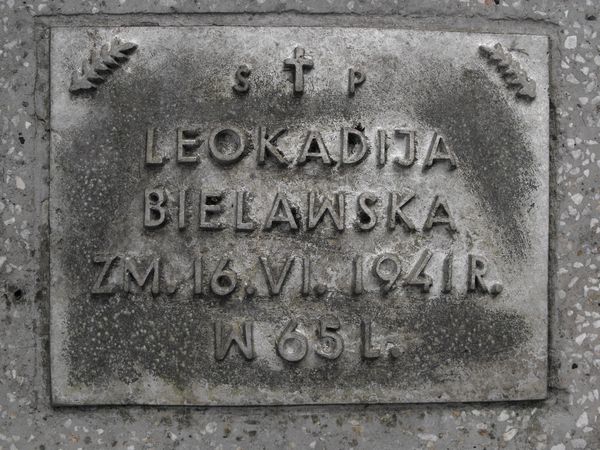 S P
LEOKADIJA
BIELAWSKA
ZM. 16. VI. 1941 R.
W 65 L.